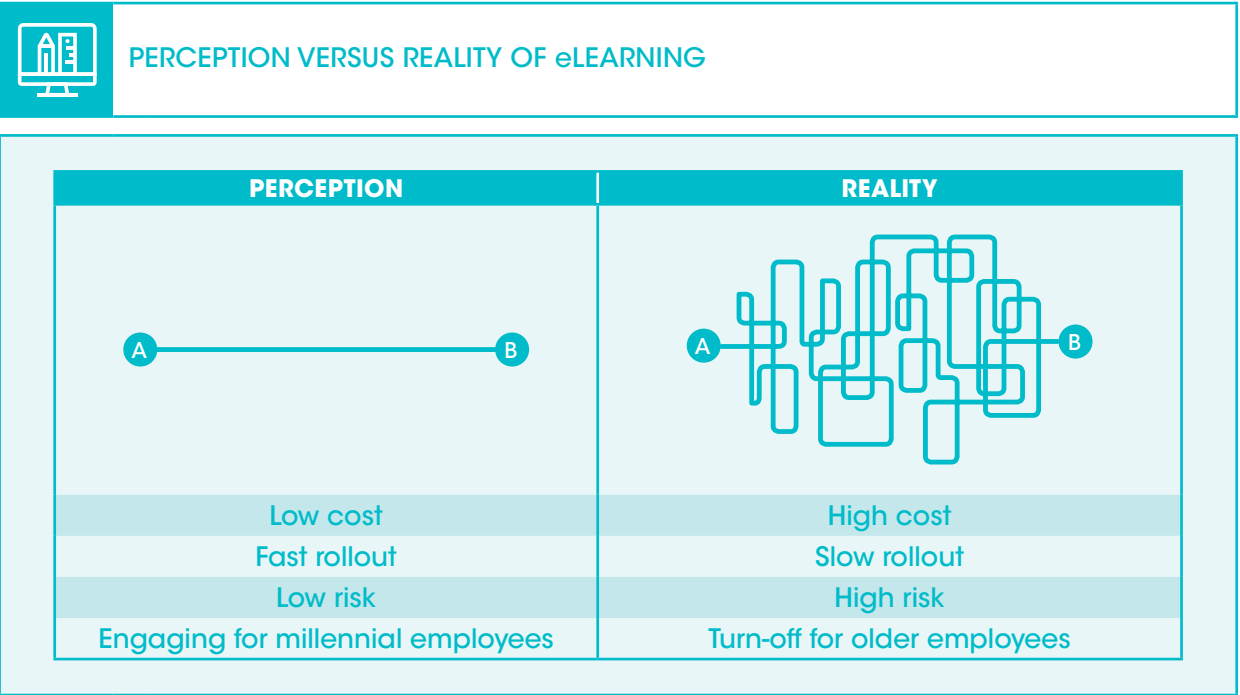 PERCEPTION VERSUS REALITY OF eLEARNING
PERCEPTION
REALITY
A
B
A
B
Low cost
High cost
Fast rollout
Slow rollout
Low risk
High risk
Engaging for millennial employees
Turn-off for older employees